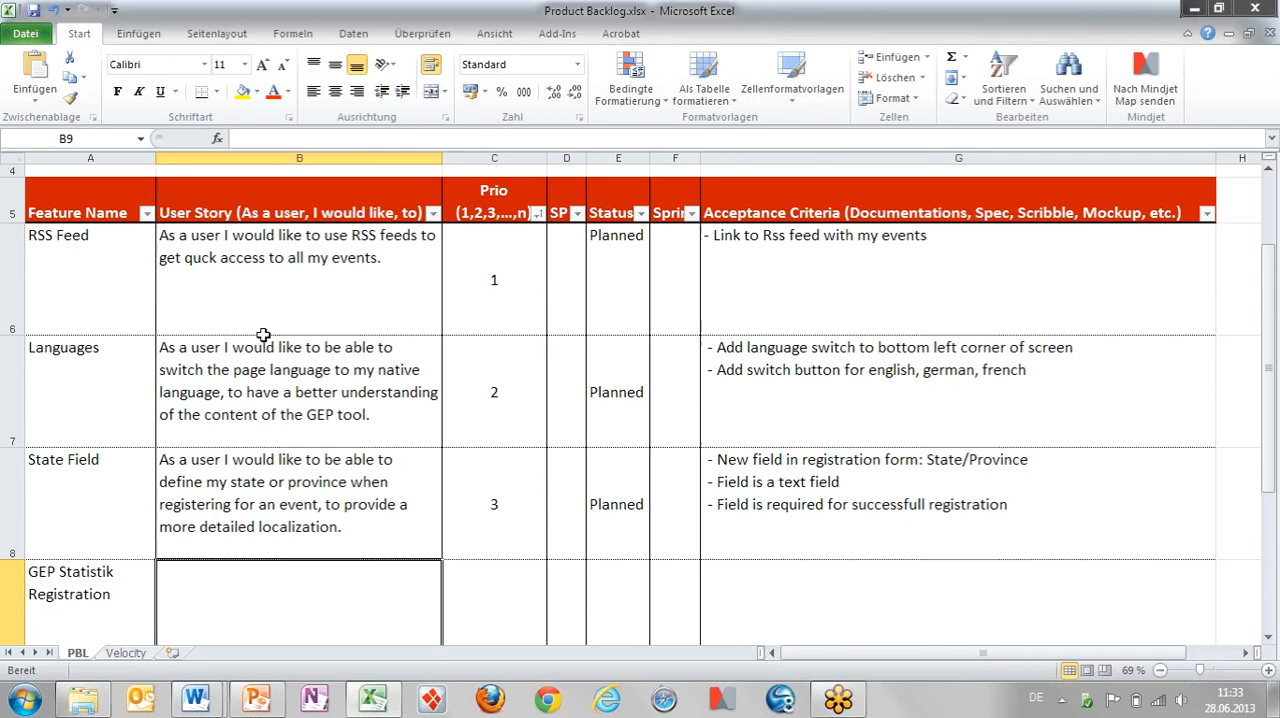 Product Backlog.xlsx - Microsoft Excel
Datei Start Einfügen Seitenlayout Formeln Daten Überprüfen Ansicht Add-Ins Acrobat
Einfügen
Zwischenablage
Calibri 11
F K U
Schriftart
Ausrichtung
Standard
% 000
Zahl
Bedingte Formatierung
Als Tabelle formatieren
Zellenformatvorlagen
Formatvorlagen
Einfügen
Löschen
Format
Zellen
Sortieren und Filtern
Suchen und Auswählen
Bearbeiten
Nach Mindjet Map senden
Mindjet
B9 fx
A B C D E F G H
4
5 Feature Name User Story (As a user, I would like, to) Prio (1,2,3,...,n) SP Status Sprin Acceptance Criteria (Documentations, Spec, Scribble, Mockup, etc.)
RSS Feed
As a user I would like to use RSS feeds to
get quck access to all my events.
1
Planned
- Link to Rss feed with my events
6
Languages
As a user I would like to be able to
switch the page language to my native
language, to have a better understanding
of the content of the GEP tool.
2
Planned
- Add language switch to bottom left corner of screen
- Add switch button for english, german, french
7
State Field
As a user I would like to be able to
define my state or province when
registering for an event, to provide a
more detailed localization.
3
Planned
- New field in registration form: State/Province
- Field is a text field
- Field is required for successfull registration
8
GEP Statistik
Registration
PBL Velocity
Bereit
69 %
DE
11:33
28.06.2013